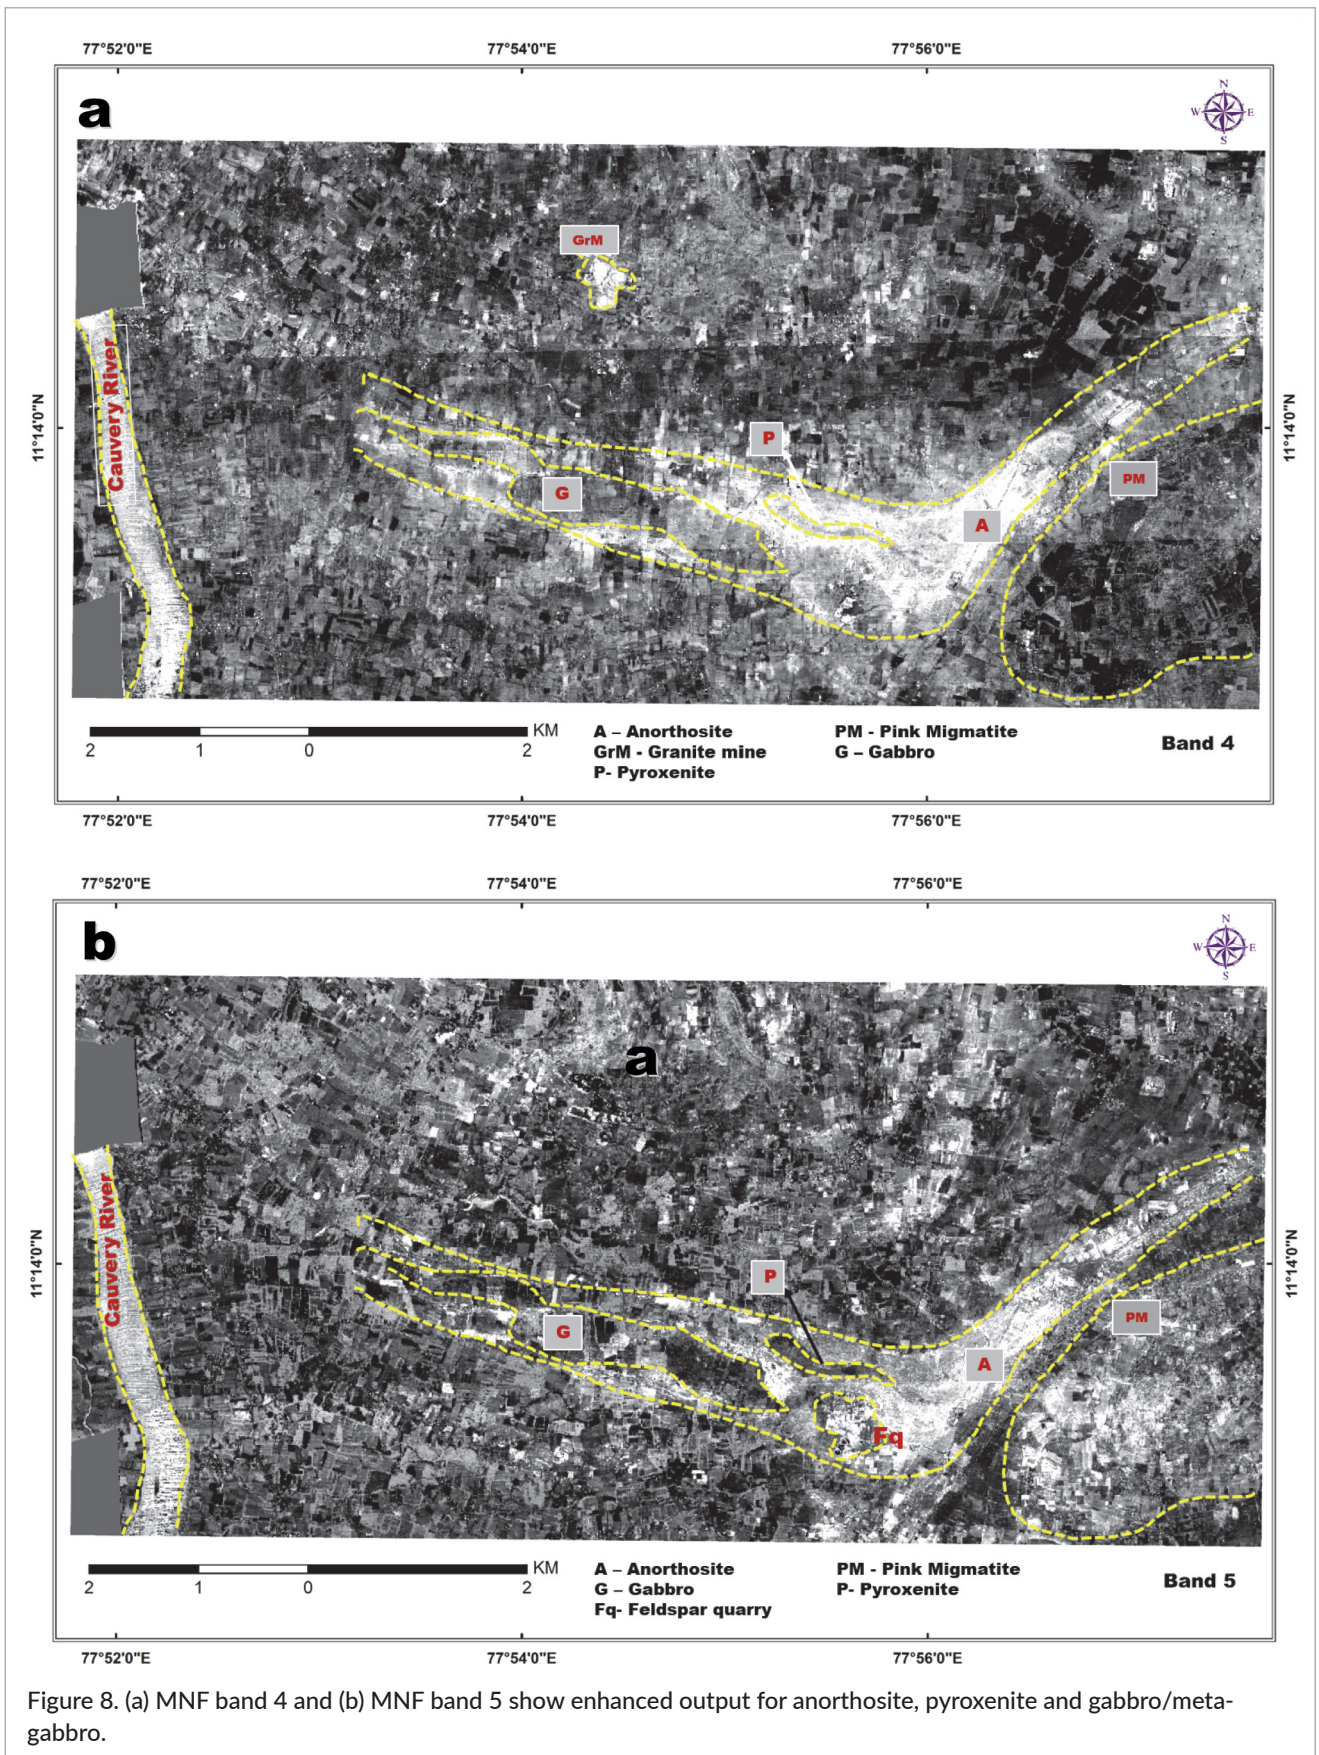 77°52'0"E 77°54'0"E 77°56'0"E
a
N
W E
S
GrM
Cauvery River
11°14'0"N
11°14'0"N
P
G
PM
A
KM
2 1 0 2
A – Anorthosite
GrM - Granite mine
P- Pyroxenite
PM - Pink Migmatite
G – Gabbro
Band 4
77°52'0"E 77°54'0"E 77°56'0"E
77°52'0"E 77°54'0"E 77°56'0"E
b
N
W E
S
a
Cauvery River
11°14'0"N
11°14'0"N
P
G
PM
A
Fq
KM
2 1 0 2
A – Anorthosite
G – Gabbro
Fq- Feldspar quarry
PM - Pink Migmatite
P- Pyroxenite
Band 5
77°52'0"E 77°54'0"E 77°56'0"E
Figure 8. (a) MNF band 4 and (b) MNF band 5 show enhanced output for anorthosite, pyroxenite and gabbro/meta-
gabbro.